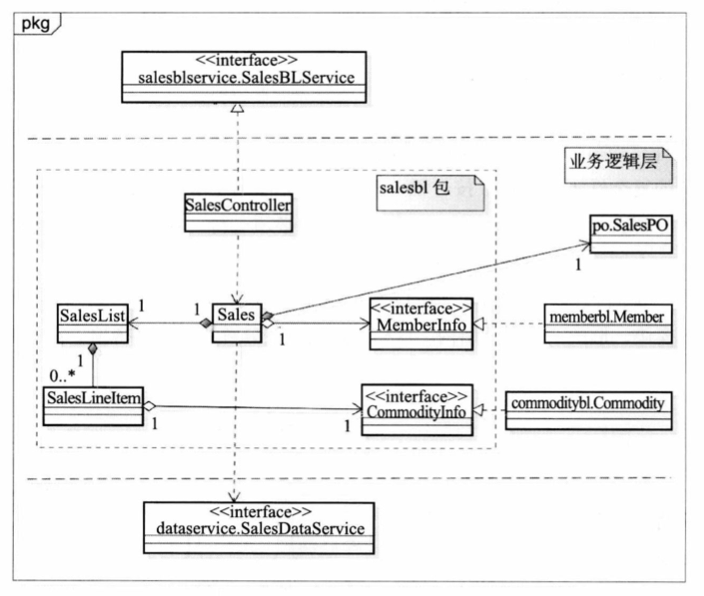 pkg
<<interface>>
salesblservice.SalesBLService
业务逻辑层
salesbl 包
SalesController
po.SalesPO
1
SalesList
1
1
Sales
1
<<interface>>
MemberInfo
memberbl.Member
1
0..*
SalesLineItem
1
1
<<interface>>
CommodityInfo
commoditybl.Commodity
<<interface>>
dataservice.SalesDataService